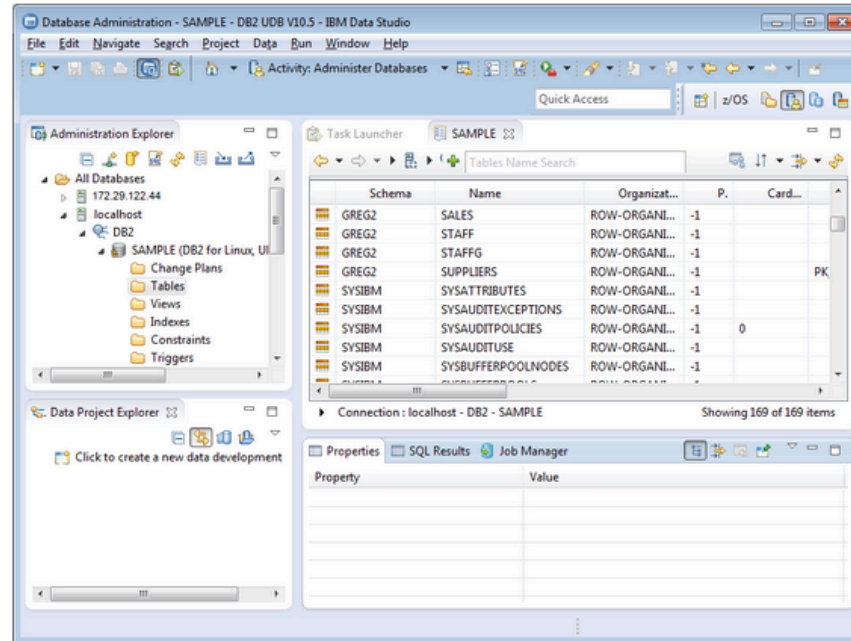 Database Administration - SAMPLE - DB2 UDB V10.5 - IBM Data Studio
File Edit Navigate Search Project Data Run Window Help
Activity: Administer Databases
Quick Access
z/OS
Administration Explorer
All Databases
172.29.122.44
localhost
DB2
SAMPLE (DB2 for Linux, UI
Change Plans
Tables
Views
Indexes
Constraints
Triggers
Data Project Explorer
Click to create a new data development
Task Launcher SAMPLE
Tables Name Search
Schema Name Organizat... P. Card...
GREG2 SALES ROW-ORGANI... -1
GREG2 STAFF ROW-ORGANI... -1
GREG2 STAFFG ROW-ORGANI... -1
GREG2 SUPPLIERS ROW-ORGANI... -1 PK
SYSIBM SYSATTRIBUTES ROW-ORGANI... -1
SYSIBM SYSAUDITEXCEPTIONS ROW-ORGANI... -1
SYSIBM SYSAUDITPOLICIES ROW-ORGANI... -1 0
SYSIBM SYSAUDITUSE ROW-ORGANI... -1
SYSIBM SYSBUFFERPOOLNODES ROW-ORGANI... -1
Connection : localhost - DB2 - SAMPLE Showing 169 of 169 items
Properties SQL Results Job Manager
Property Value